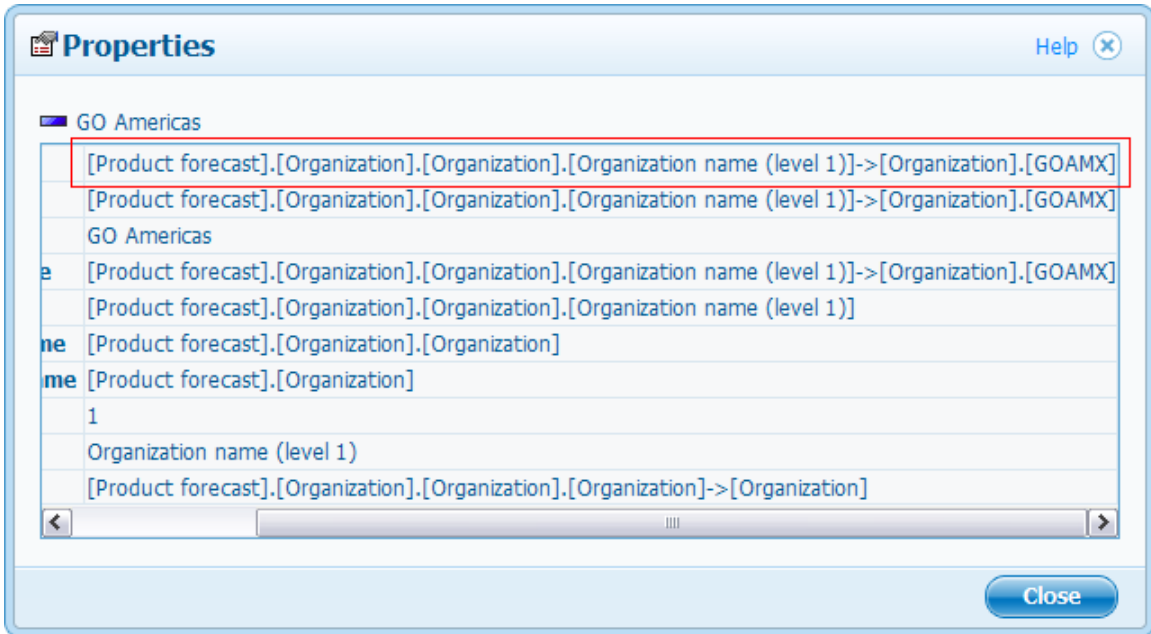 Properties
Help
GO Americas
[Product forecast].[Organization].[Organization].[Organization name (level 1)]->[Organization].[GOAMX]
[Product forecast].[Organization].[Organization].[Organization name (level 1)]->[Organization].[GOAMX]
GO Americas
e [Product forecast].[Organization].[Organization].[Organization name (level 1)]->[Organization].[GOAMX]
[Product forecast].[Organization].[Organization].[Organization name (level 1)]
ne [Product forecast].[Organization].[Organization]
ame [Product forecast].[Organization]
1
Organization name (level 1)
[Product forecast].[Organization].[Organization].[Organization]->[Organization]
Close